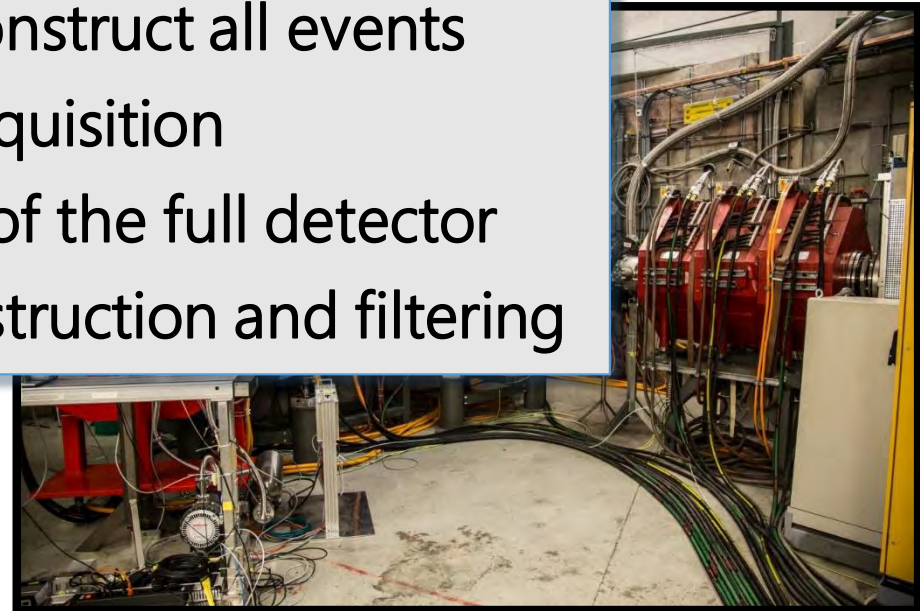 onstruct all events
quisition
of the full detector
struction and filtering